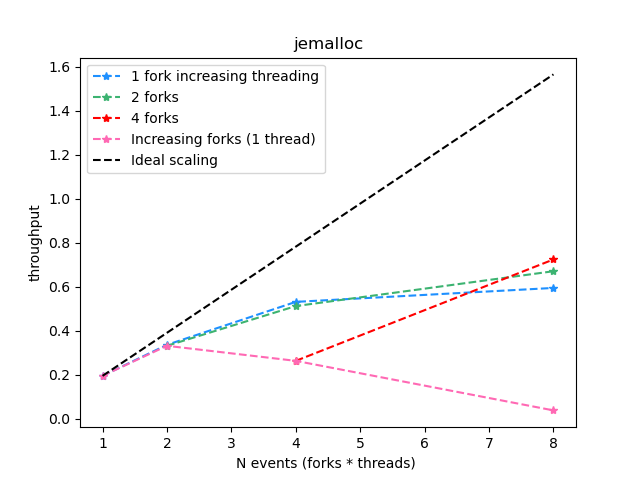 jemalloc
1 fork increasing threading
2 forks
4 forks
Increasing forks (1 thread)
Ideal scaling
throughput
1.6
1.4
1.2
1.0
0.8
0.6
0.4
0.2
0.0
1 2 3 4 5 6 7 8
N events (forks * threads)